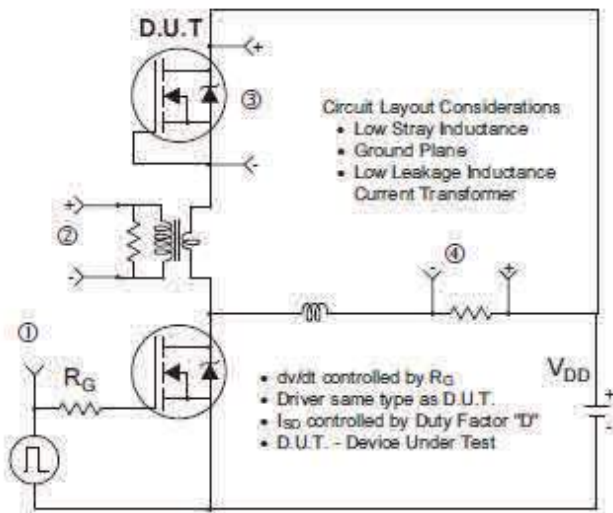 D.U.T
+
③
-
Circuit Layout Considerations
• Low Stray Inductance
• Ground Plane
• Low Leakage Inductance
Current Transformer
+
②
-
④
- +
①
RG
VDD
+
-
• dv/dt controlled by RG
• Driver same type as D.U.T.
• ISD controlled by Duty Factor "D"
• D.U.T. - Device Under Test